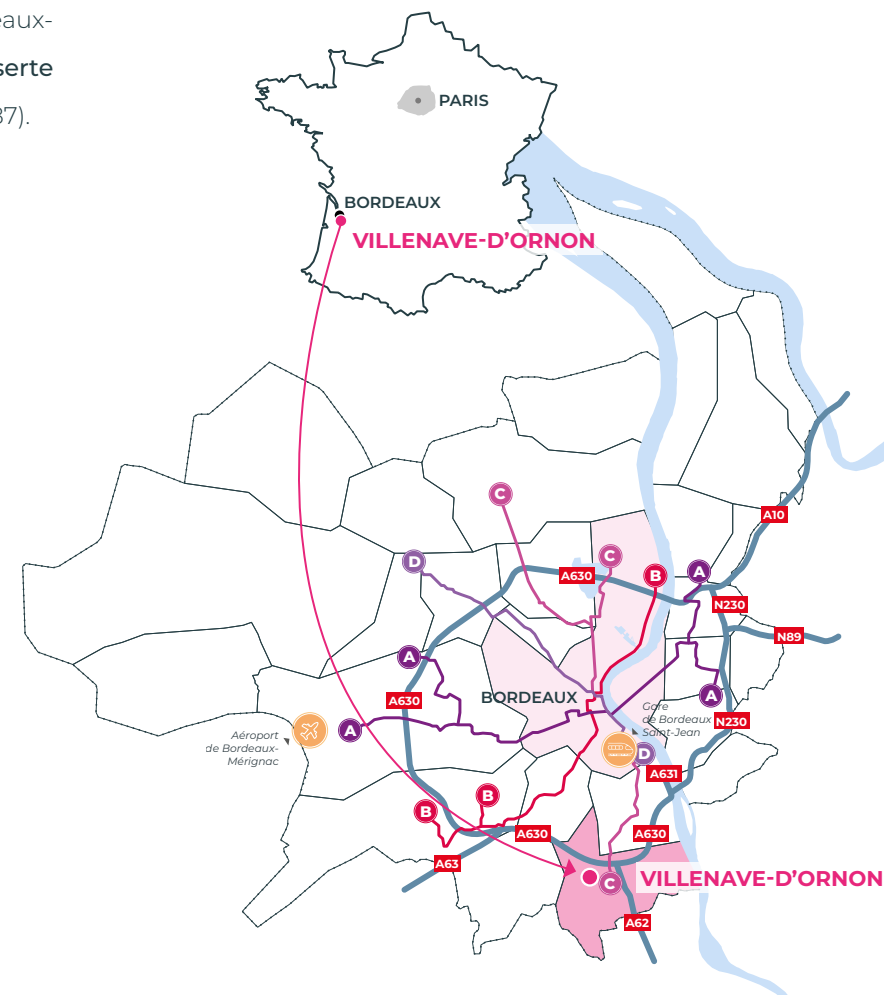 eaux-
serte
37).
PARIS
BORDEAUX
VILLENAVE-D'ORNON
C
A10
D
C
A630
B
A
N230
N89
A
A630
BORDEAUX
A
N230
Gare
de Bordeaux
Saint-Jean
A
Aéroport
de Bordeaux-
Mérignac
D
A631
B
B
A630
A630
A63
VILLENAVE-D'ORNON
C
A62